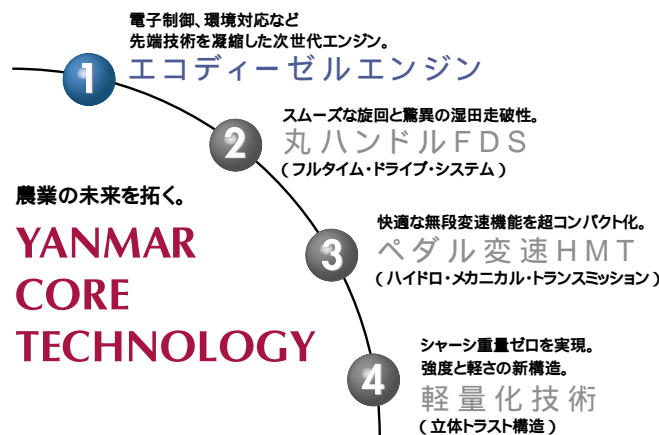 電子制御、環境対応など
先端技術を凝縮した次世代エンジン。
1 エコディーゼルエンジン
スムーズな旋回と驚異の湿田走破性。
2 丸ハンドルFDS
(フルタイム・ドライブ・システム)
農業の未来を拓く。
YANMAR
CORE
TECHNOLOGY
快適な無段変速機能を超コンパクト化。
3 ペダル変速HMT
(ハイドロ・メカニカル・トランスミッション)
シャーシ重量ゼロを実現。
強度と軽さの新構造。
4 軽量化技術
(立体トラスト構造)